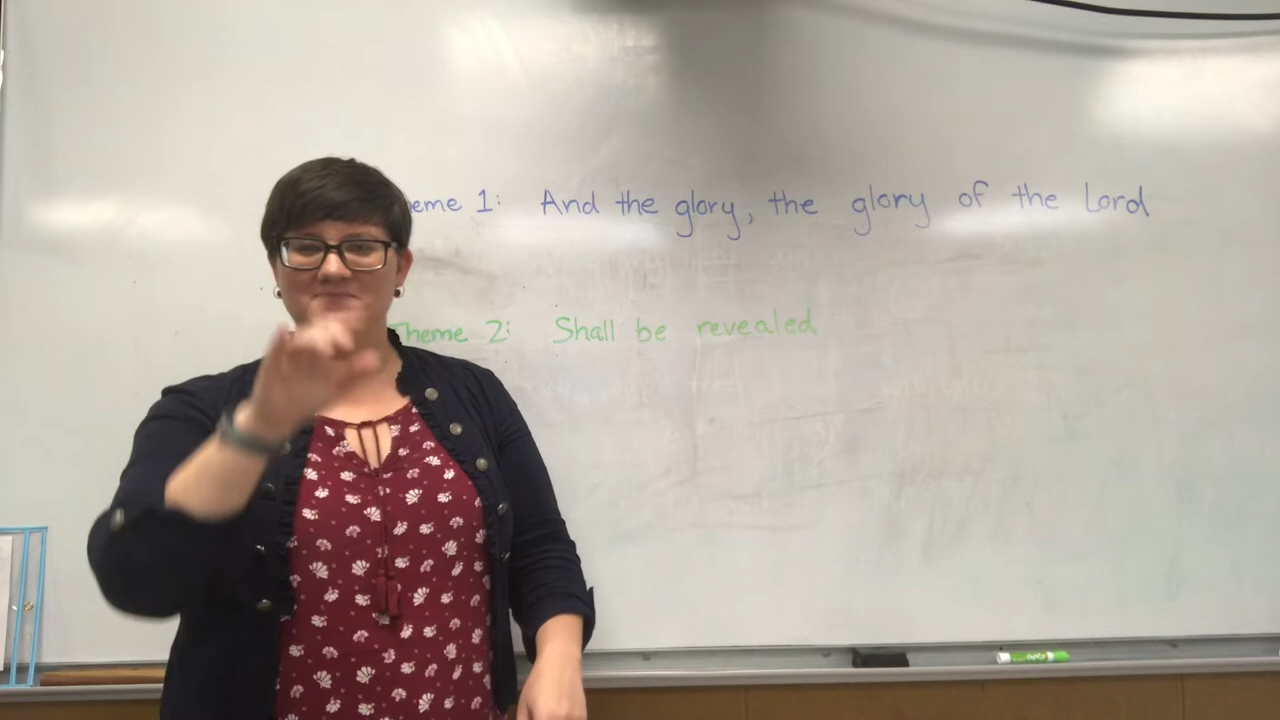 eme 1: And the glory, the glory of the Lord
Theme 2: Shall be revealed